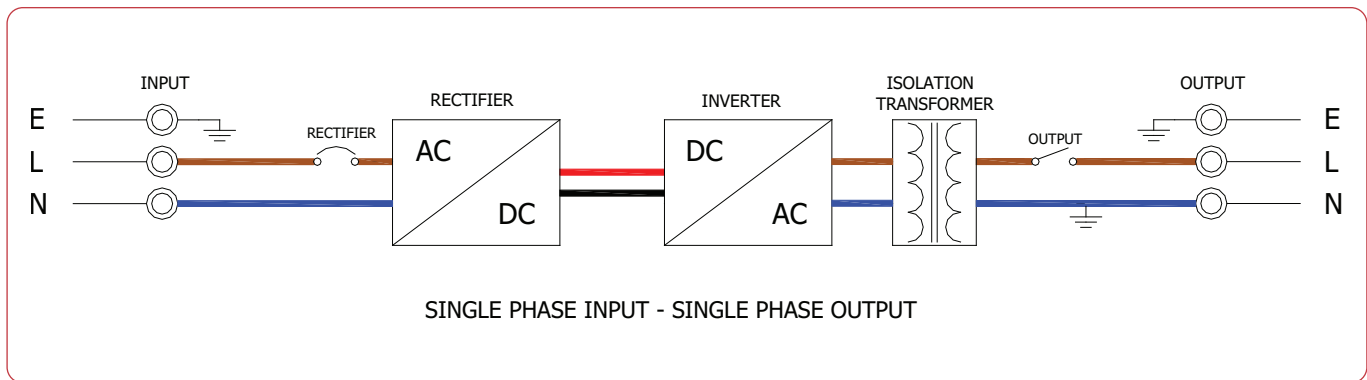 INPUT
E
L
N
RECTIFIER
RECTIFIER
AC
DC
INVERTER
DC
AC
ISOLATION
TRANSFORMER
OUTPUT
OUTPUT
E
L
N
SINGLE PHASE INPUT - SINGLE PHASE OUTPUT